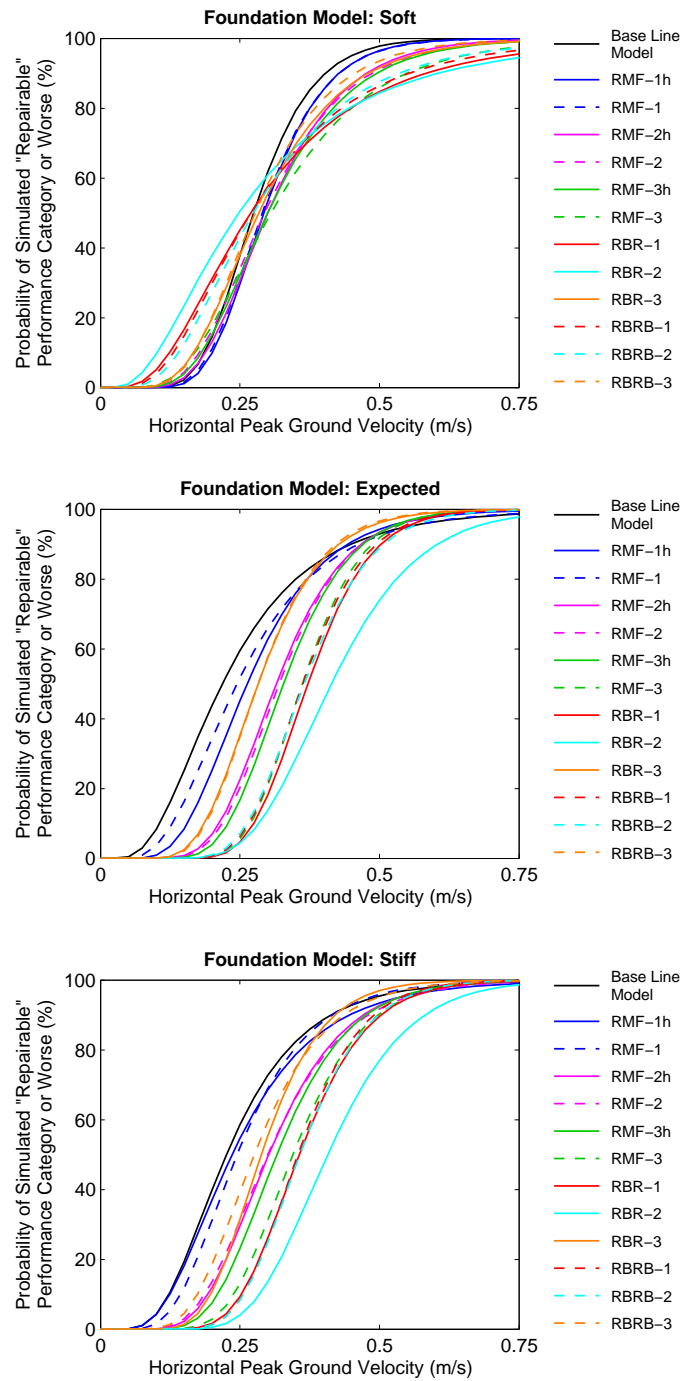 Foundation Model: Soft
Probability of Simulated "Repairable"
Performance Category or Worse (%)
100
80
60
40
20
0
0
0.25
0.5
0.75
Horizontal Peak Ground Velocity (m/s)
Base Line
Model
RMF-1h
RMF-1
RMF-2h
RMF-2
RMF-3h
RMF-3
RBR-1
RBR-2
RBR-3
RBRB-1
RBRB-2
RBRB-3
Foundation Model: Expected
Probability of Simulated "Repairable"
Performance Category or Worse (%)
100
80
60
40
20
0
0
0.25
0.5
0.75
Horizontal Peak Ground Velocity (m/s)
Base Line
Model
RMF-1h
RMF-1
RMF-2h
RMF-2
RMF-3h
RMF-3
RBR-1
RBR-2
RBR-3
RBRB-1
RBRB-2
RBRB-3
Foundation Model: Stiff
Probability of Simulated "Repairable"
Performance Category or Worse (%)
100
80
60
40
20
0
0
0.25
0.5
0.75
Horizontal Peak Ground Velocity (m/s)
Base Line
Model
RMF-1h
RMF-1
RMF-2h
RMF-2
RMF-3h
RMF-3
RBR-1
RBR-2
RBR-3
RBRB-1
RBRB-2
RBRB-3